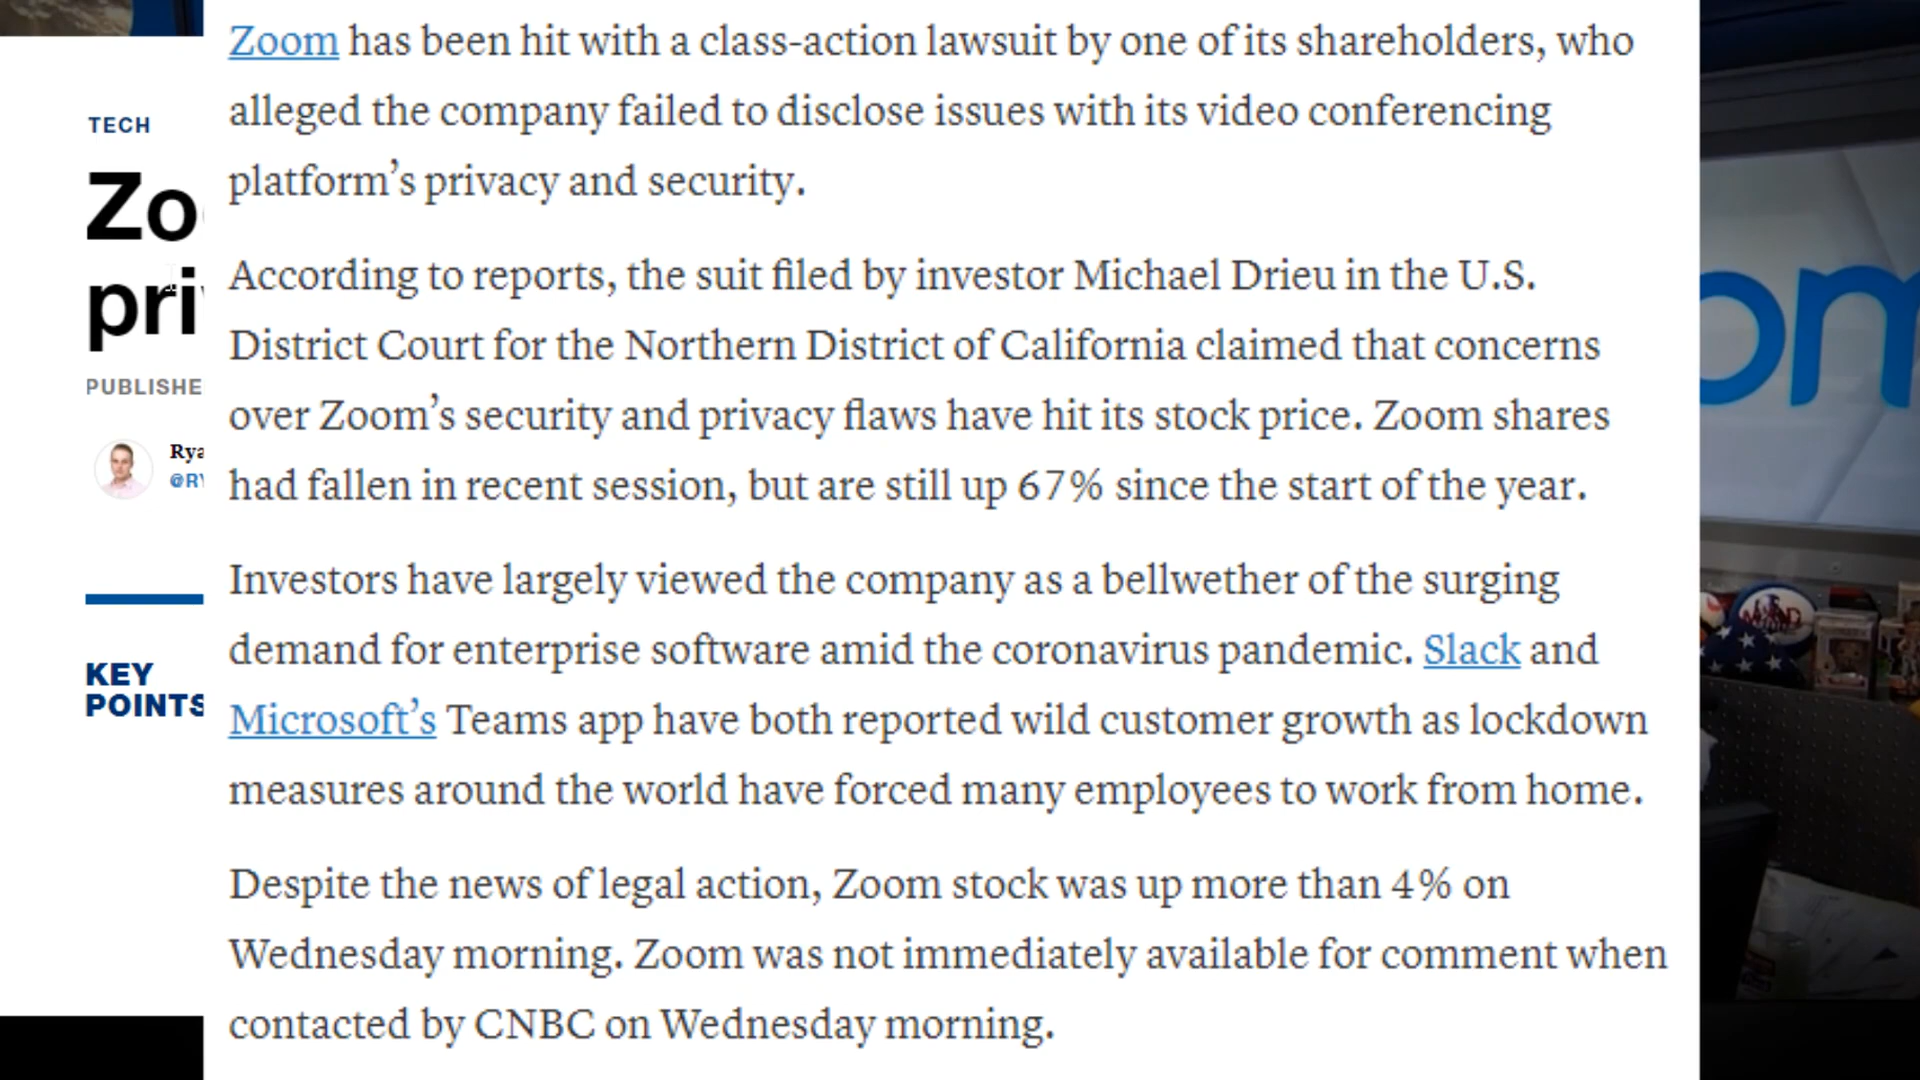 TECH
Zo
pri
PUBLISHE
Rya
@RY
KEY
POINTS
Zoom has been hit with a class-action lawsuit by one of its shareholders, who
alleged the company failed to disclose issues with its video conferencing
platform’s privacy and security.
According to reports, the suit filed by investor Michael Drieu in the U.S.
District Court for the Northern District of California claimed that concerns
over Zoom’s security and privacy flaws have hit its stock price. Zoom shares
had fallen in recent session, but are still up 67% since the start of the year.
Investors have largely viewed the company as a bellwether of the surging
demand for enterprise software amid the coronavirus pandemic. Slack and
Microsoft’s Teams app have both reported wild customer growth as lockdown
measures around the world have forced many employees to work from home.
Despite the news of legal action, Zoom stock was up more than 4% on
Wednesday morning. Zoom was not immediately available for comment when
contacted by CNBC on Wednesday morning.
om